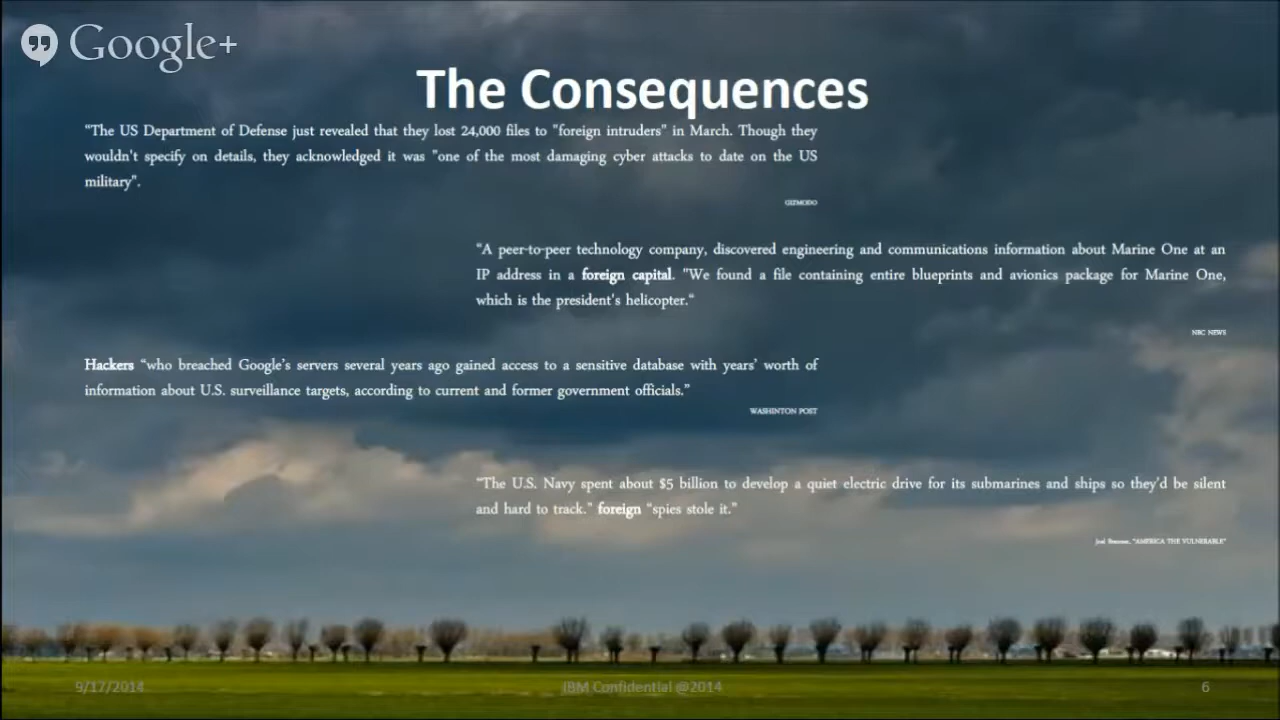 Google+
The Consequences
“The US Department of Defense just revealed that they lost 24,000 files to "foreign intruders" in March. Though they
wouldn't specify on details, they acknowledged it was "one of the most damaging cyber attacks to date on the US
military”.
GIZMODO
“A peer-to-peer technology company, discovered engineering and communications information about Marine One at an
IP address in a foreign capital. "We found a file containing entire blueprints and avionics package for Marine One,
which is the president's helicopter.“
NBC NEWS
Hackers “who breached Google’s servers several years ago gained access to a sensitive database with years’ worth of
information about U.S. surveillance targets, according to current and former government officials.”
WASHINTON POST
“The U.S. Navy spent about $5 billion to develop a quiet electric drive for its submarines and ships so they’d be silent
and hard to track.” foreign “spies stole it.”
Joel Brenner, “AMERICA THE VULNERABLE”
9/17/2014
IBM Confidential @2014
6